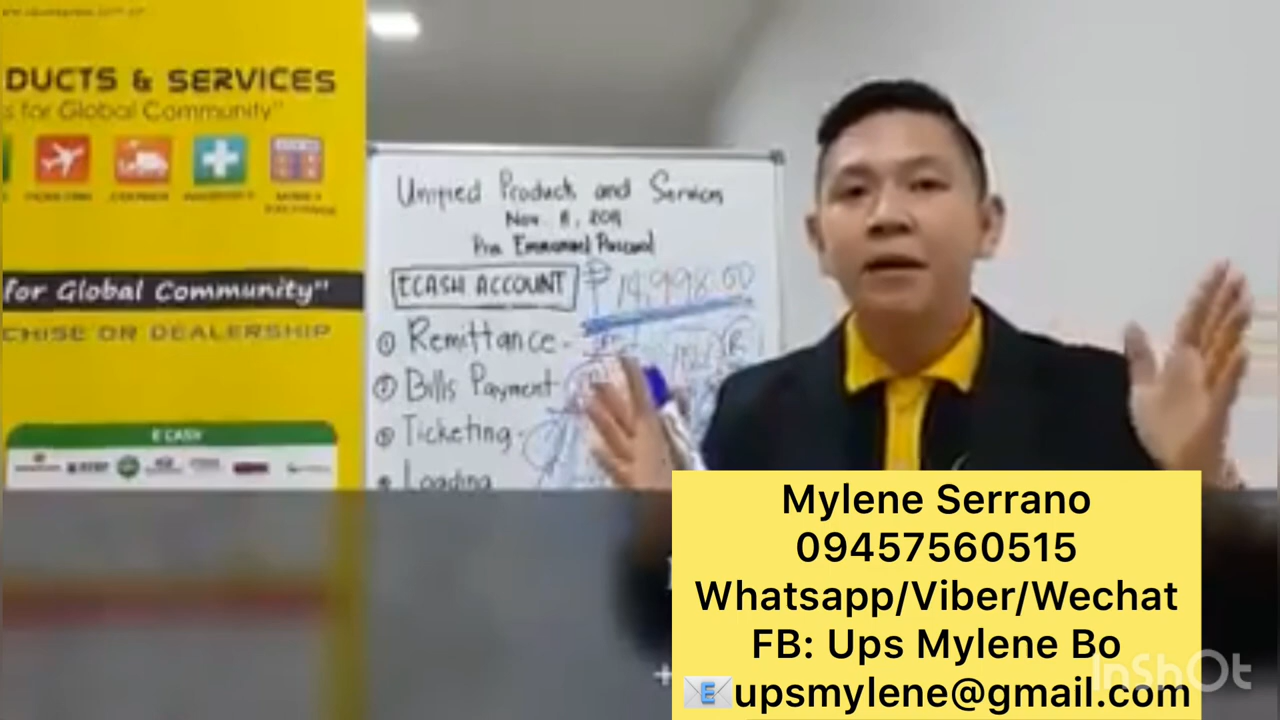 DUCTS & SERVICES
s for Global Community"
for Global Community"
CHISE OR DEALERSHIP
E CASH
Unified Products and Services
Nov. 8, 2019
Pres Emmanuel Pascual
ECASH ACCOUNT ₱14,998.00
① Remittance -
② Bills Payment
③ Ticketing -
Loading
Mylene Serrano
09457560515
Whatsapp/Viber/Wechat
FB: Ups Mylene Bo
upsmylene@gmail.com
InShOt